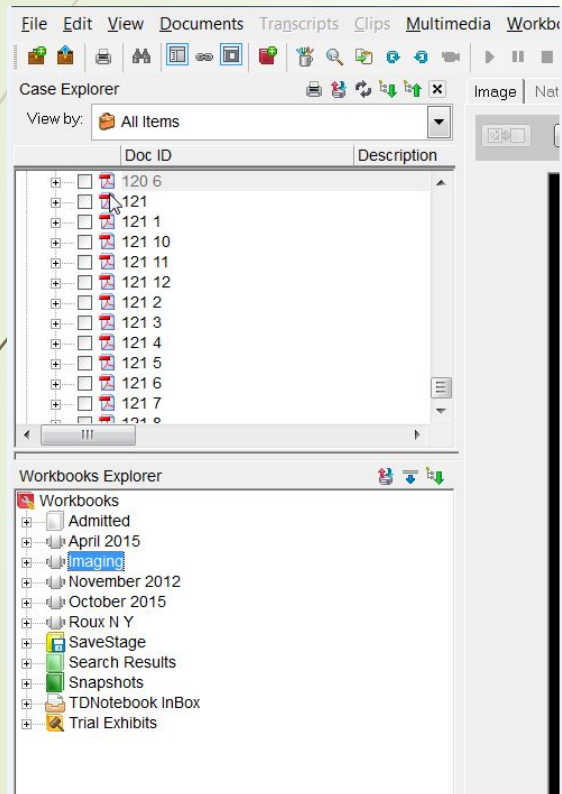 File Edit View Documents Transcripts Clips Multimedia Workbo
Case Explorer
Image Nat
View by: All Items
Doc ID Description
120 6
121
121 1
121 10
121 11
121 12
121 2
121 3
121 4
121 5
121 6
121 7
121 8
Workbooks Explorer
Workbooks
Admitted
April 2015
Imaging
November 2012
October 2015
Roux N Y
SaveStage
Search Results
Snapshots
TDNotebook InBox
Trial Exhibits